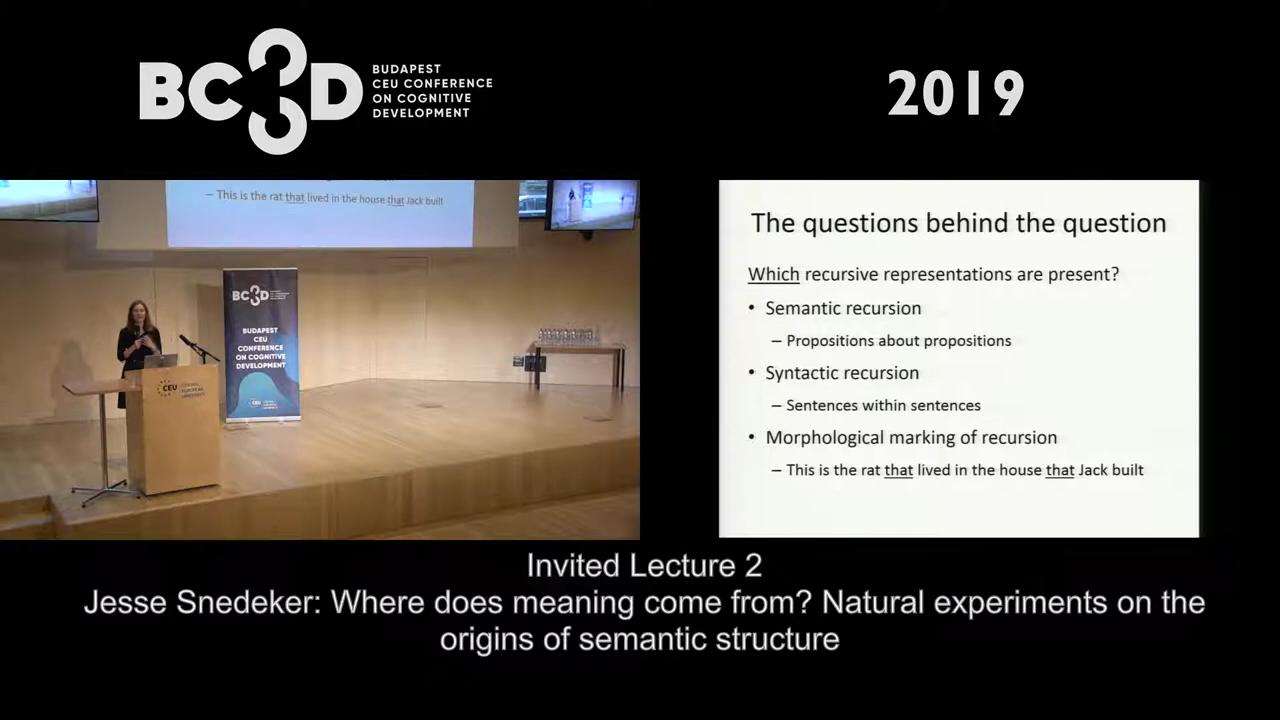 BC3D
BUDAPEST
CEU CONFERENCE
ON COGNITIVE
DEVELOPMENT
2019
– This is the rat that lived in the house that Jack built
BC3D
BUDAPEST
CEU
CONFERENCE
ON COGNITIVE
DEVELOPMENT
CEU
CEU
CENTRAL
EUROPEAN
UNIVERSITY
The questions behind the question
Which recursive representations are present?
• Semantic recursion
– Propositions about propositions
• Syntactic recursion
– Sentences within sentences
• Morphological marking of recursion
– This is the rat that lived in the house that Jack built
Invited Lecture 2
Jesse Snedeker: Where does meaning come from? Natural experiments on the
origins of semantic structure